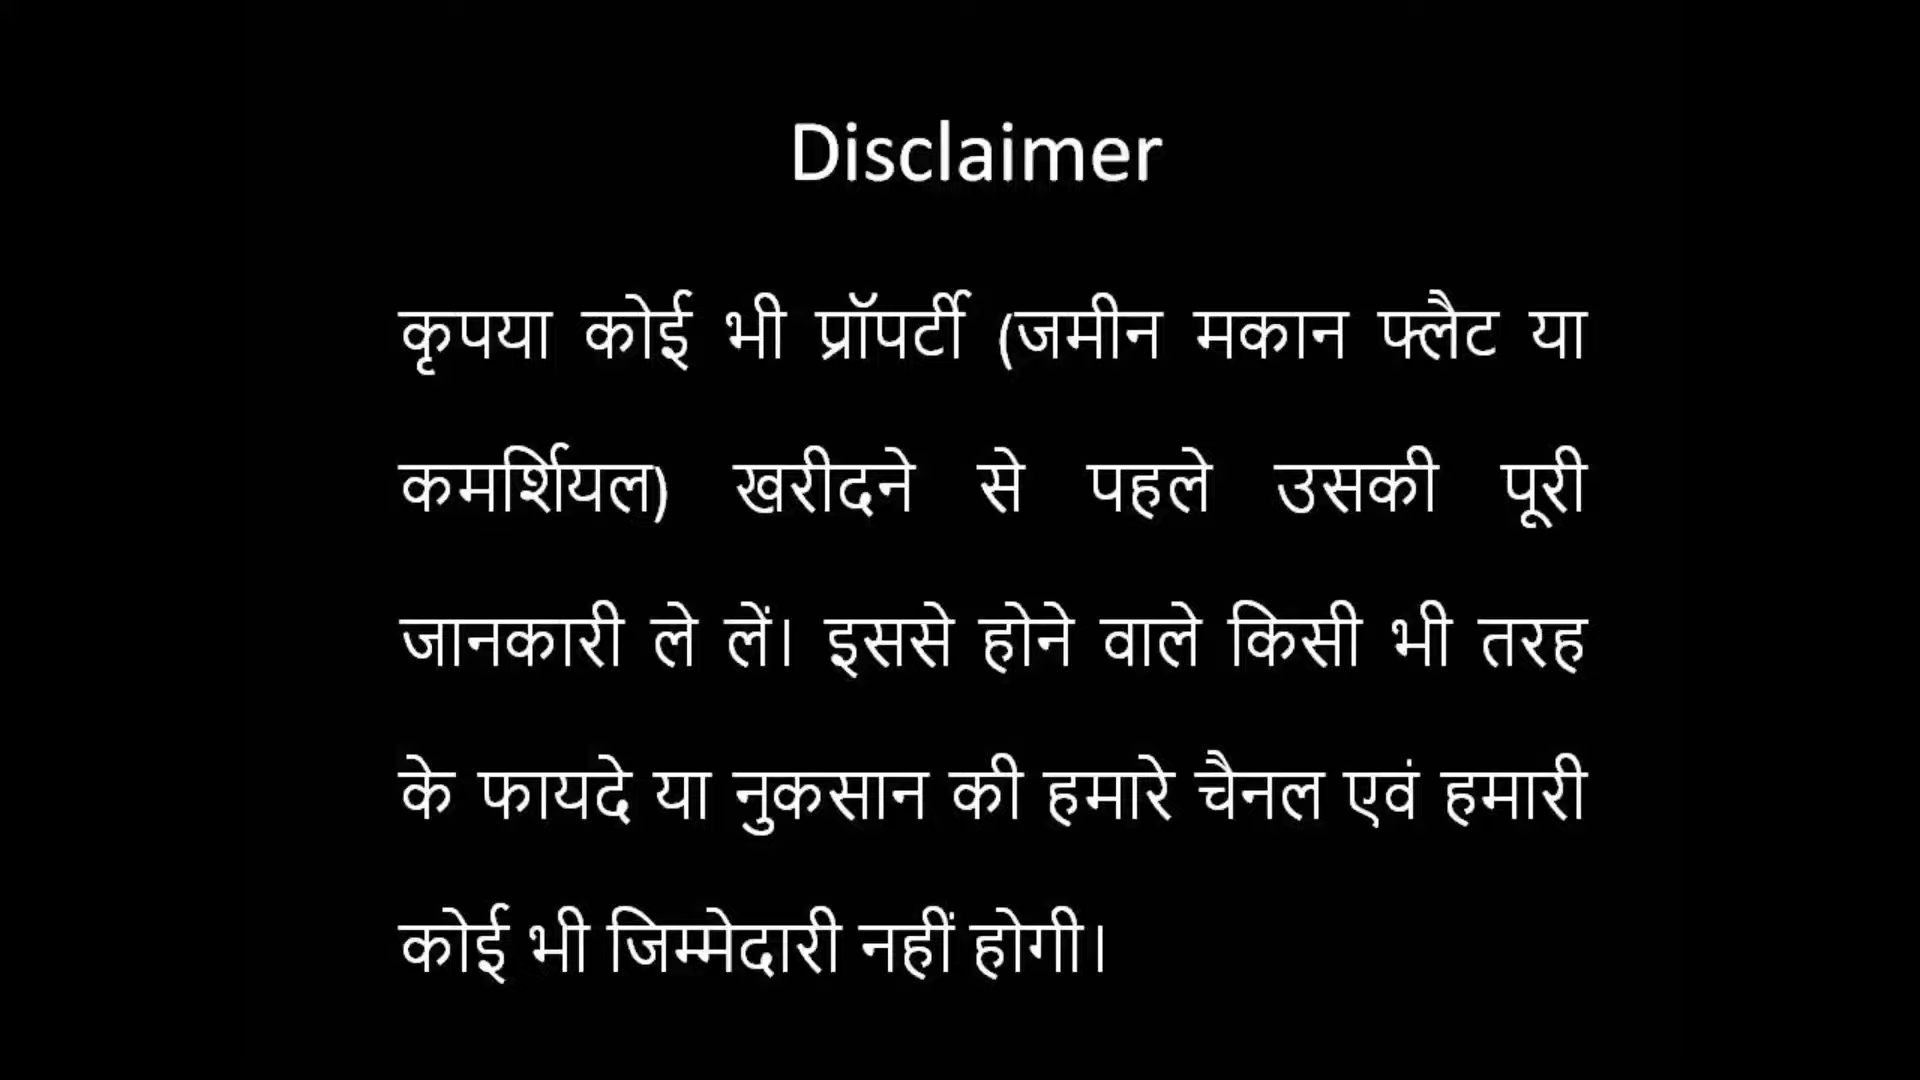 Disclaimer
कृपया कोई भी प्रॉपर्टी (जमीन मकान फ्लैट या
कमर्शियल) खरीदने से पहले उसकी पूरी
जानकारी ले लें। इससे होने वाले किसी भी तरह
के फायदे या नुकसान की हमारे चैनल एवं हमारी
कोई भी जिम्मेदारी नहीं होगी।